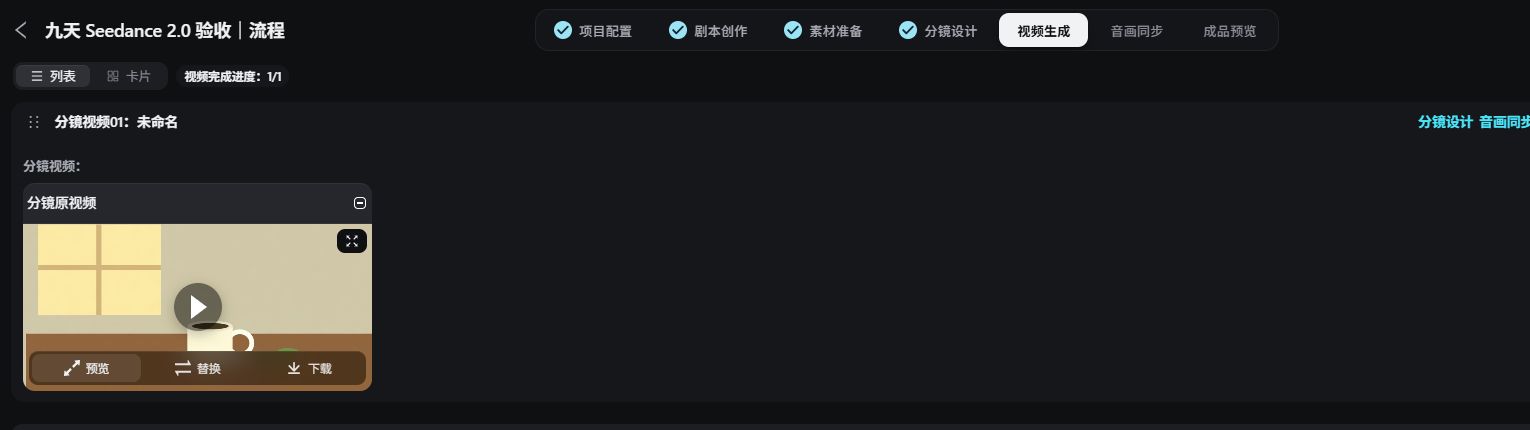 九天 Seedance 2.0 验收｜流程
项目配置
剧本创作
素材准备
分镜设计
视频生成
音画同步
成品预览
列表
卡片
视频完成进度：1/1
分镜视频01：未命名
分镜设计 音画同步
分镜视频：
分镜原视频
预览
替换
下载